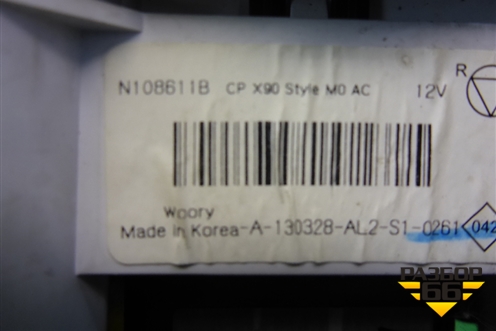 N108611B CP X90 Style M0 AC 12V R
Woory
Made in Korea-A-130328-AL2-S1-0261 042
РАЗБОР
66